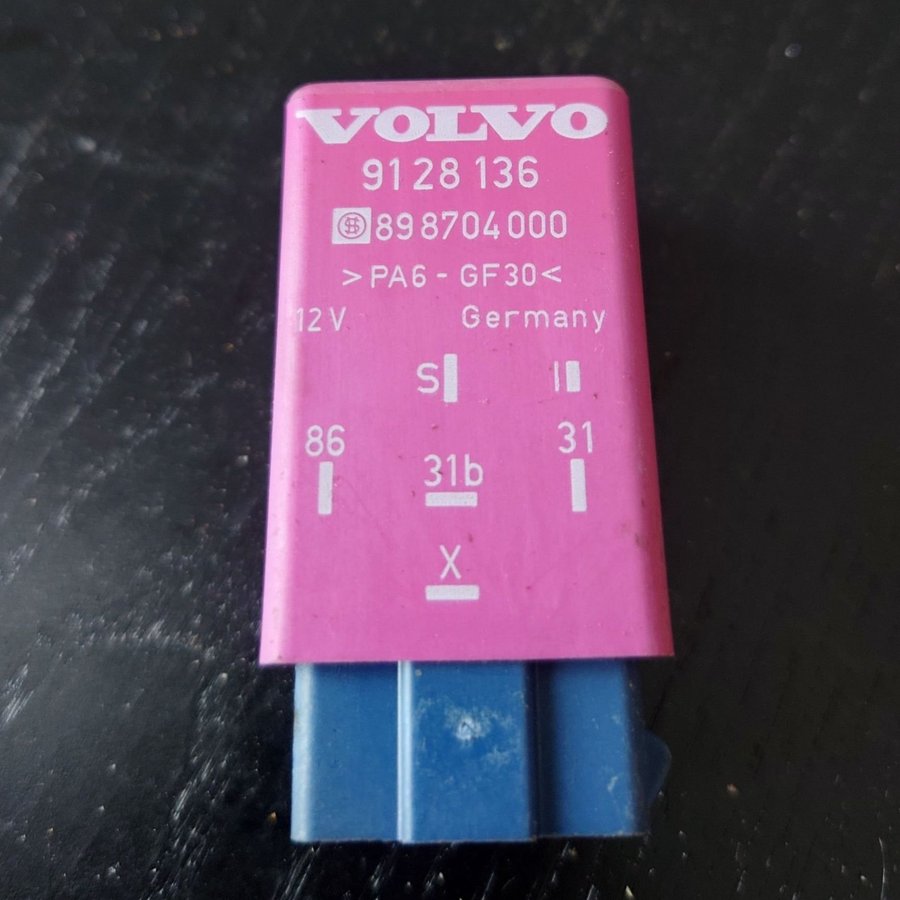 VOLVO
9128 136
898704000
>PA6-GF30<
12V Germany
S I
86 31
31b
X